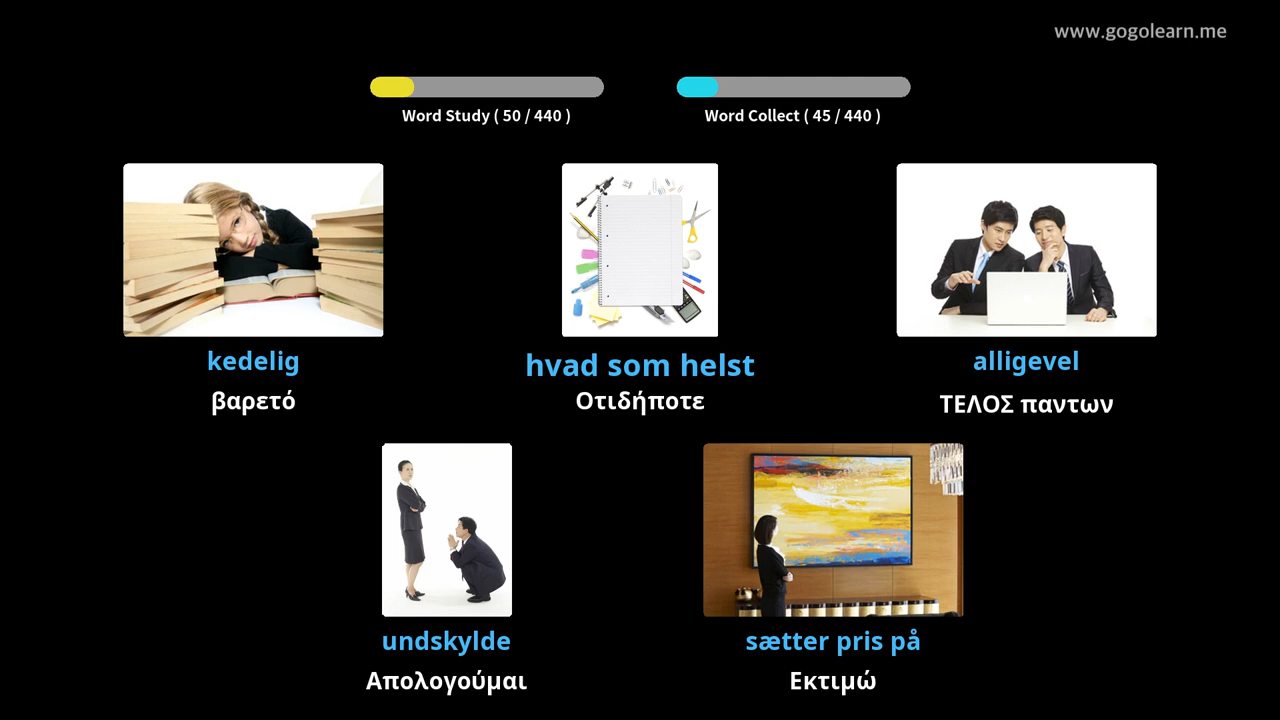 www.gogolearn.me
Word Study ( 50 / 440 )
Word Collect ( 45 / 440 )
kedelig
βαρετό
hvad som helst
Οτιδήποτε
alligevel
ΤΕΛΟΣ παντων
undskylde
Απολογούμαι
sætter pris på
Εκτιμώ